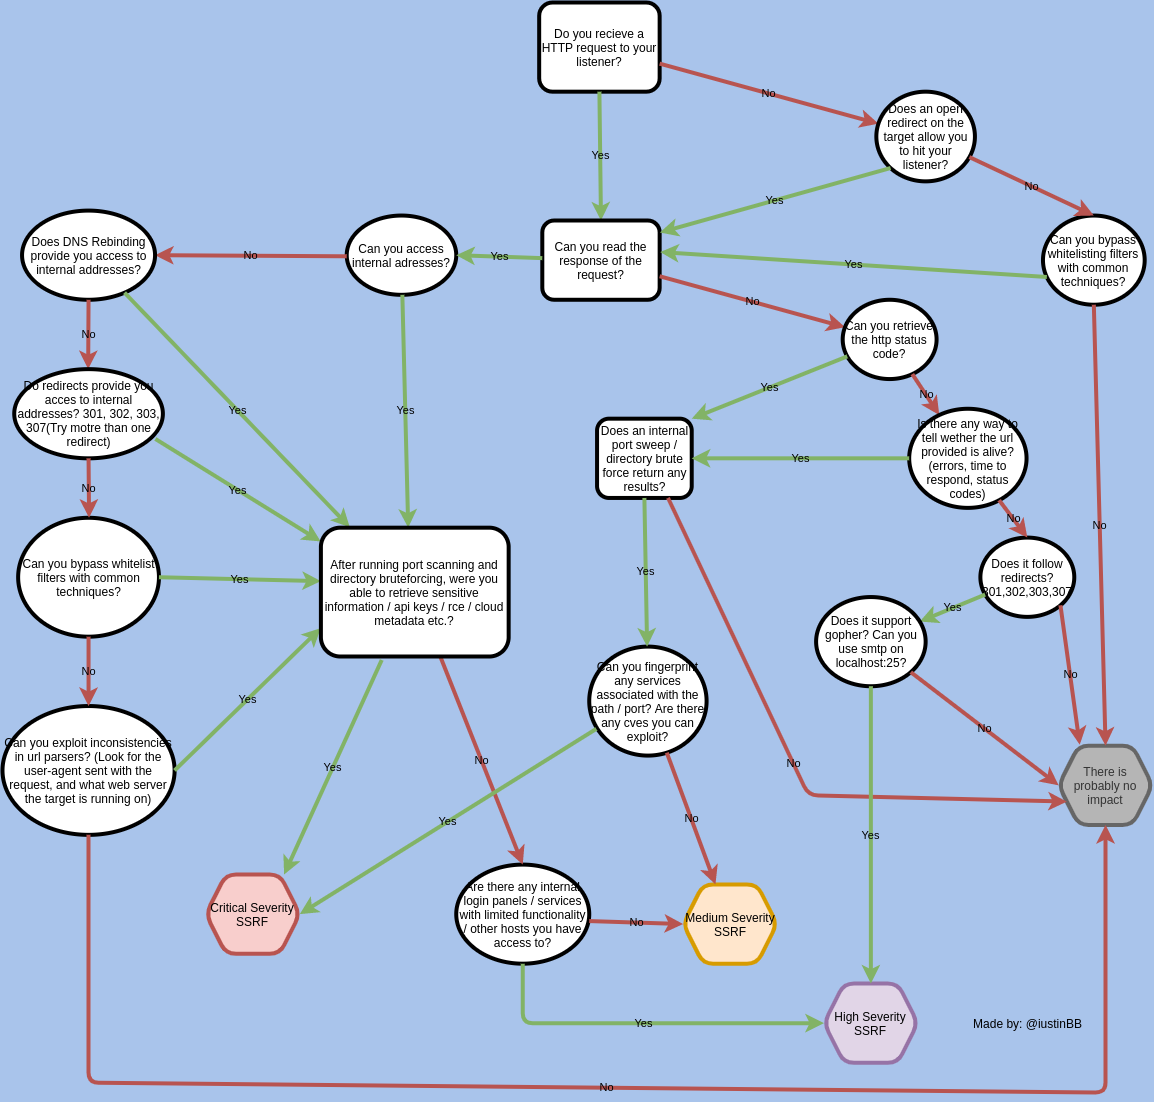 Do you recieve a
HTTP request to your
listener?
No
Does an open
redirect on the
target allow you
to hit your
listener?
Yes
Yes
No
Does DNS Rebinding
provide you access to
internal addresses?
No
Can you access
internal adresses?
Yes
Can you read the
response of the
request?
Yes
Can you bypass
whitelisting filters
with common
techniques?
No
No
Can you retrieve
the http status
code?
Yes
No
Do redirects provide you
acces to internal
addresses? 301, 302, 303,
307(Try motre than one
redirect)
Yes
Yes
Does an internal
port sweep /
directory brute
force return any
results?
Yes
Is there any way to
tell wether the url
provided is alive?
(errors, time to
respond, status
codes)
No
Yes
No
No
Can you bypass whitelist
filters with common
techniques?
Yes
After running port scanning and
directory bruteforcing, were you
able to retrieve sensitive
information / api keys / rce / cloud
metadata etc.?
Yes
Does it follow
redirects?
301,302,303,307
Yes
No
Does it support
gopher? Can you
use smtp on
localhost:25?
No
No
Yes
Can you fingerprint
any services
associated with the
path / port? Are there
any cves you can
exploit?
No
Can you exploit inconsistencies
in url parsers? (Look for the
user-agent sent with the
request, and what web server
the target is running on)
Yes
No
No
There is
probably no
impact
Yes
No
Yes
Critical Severity
SSRF
Are there any internal
login panels / services
with limited functionality
/ other hosts you have
access to?
No
Medium Severity
SSRF
Yes
High Severity
SSRF
Made by: @iustinBB
No